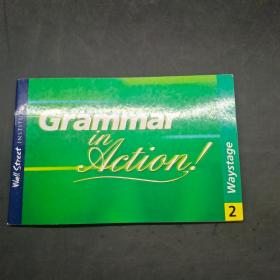 Wall Street
INSTITUTE
Grammar
in
Action!
Waystage
2